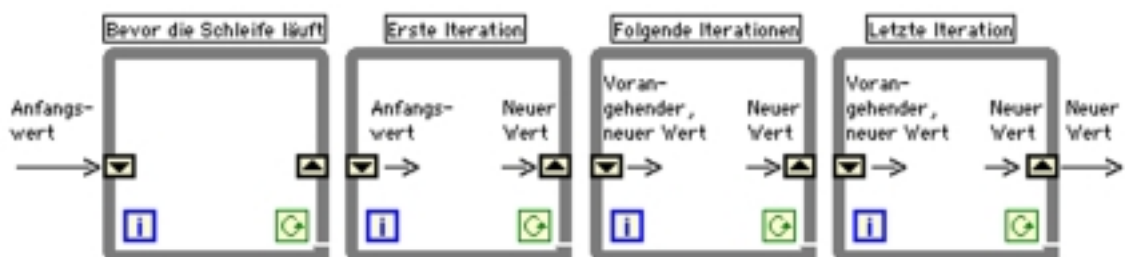 Bevor die Schleife läuft
Erste Iteration
Folgende Iterationen
Letzte Iteration
Anfangs-
wert
Anfangs-
wert
Neuer
Wert
Voran-
gehender,
neuer Wert
Neuer
Wert
Voran-
gehender,
neuer Wert
Neuer
Wert
Neuer
Wert
i
i
i
i